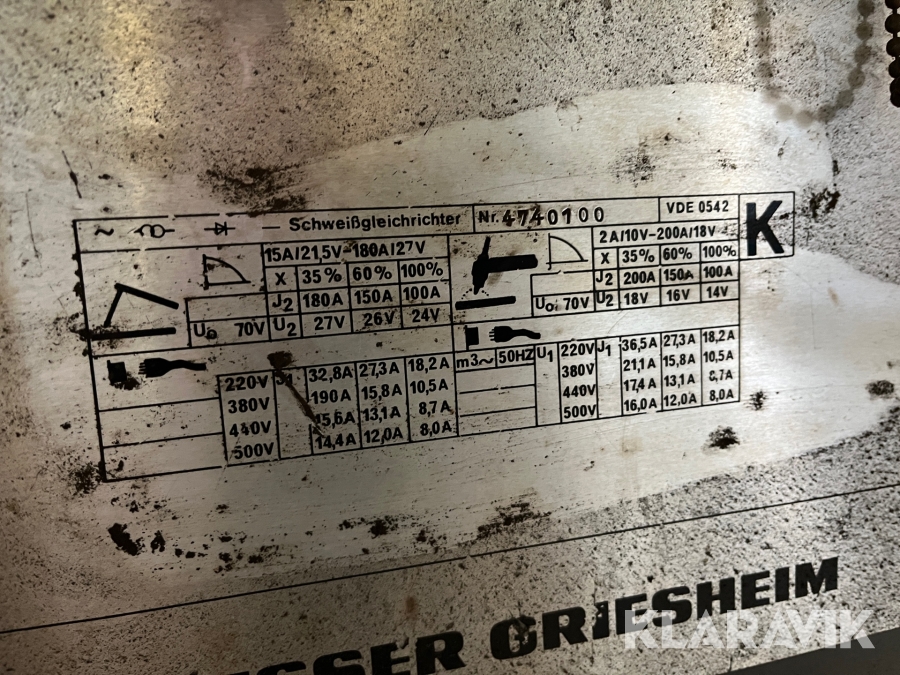 Schweißgleichrichter Nr. 4740100 VDE 0542 K
15A/21,5V-180A/27V
X 35% 60% 100%
J2 180A 150A 100A
Uo 70V U2 27V 26V 24V
2A/10V-200A/18V
X 35% 60% 100%
J2 200A 150A 100A
Uo 70V U2 18V 16V 14V
220V J1 32,8A 27,3A 18,2A
380V 190A 15,8A 10,5A
440V 15,6A 13,1A 8,7A
500V 14,4A 12,0A 8,0A
m3~ 50HZ U1 220V J1 36,5A 27,3A 18,2A
380V 21,1A 15,8A 10,5A
440V 17,4A 13,1A 8,7A
500V 16,0A 12,0A 8,0A
GRIESHEIM
KLARAVIK